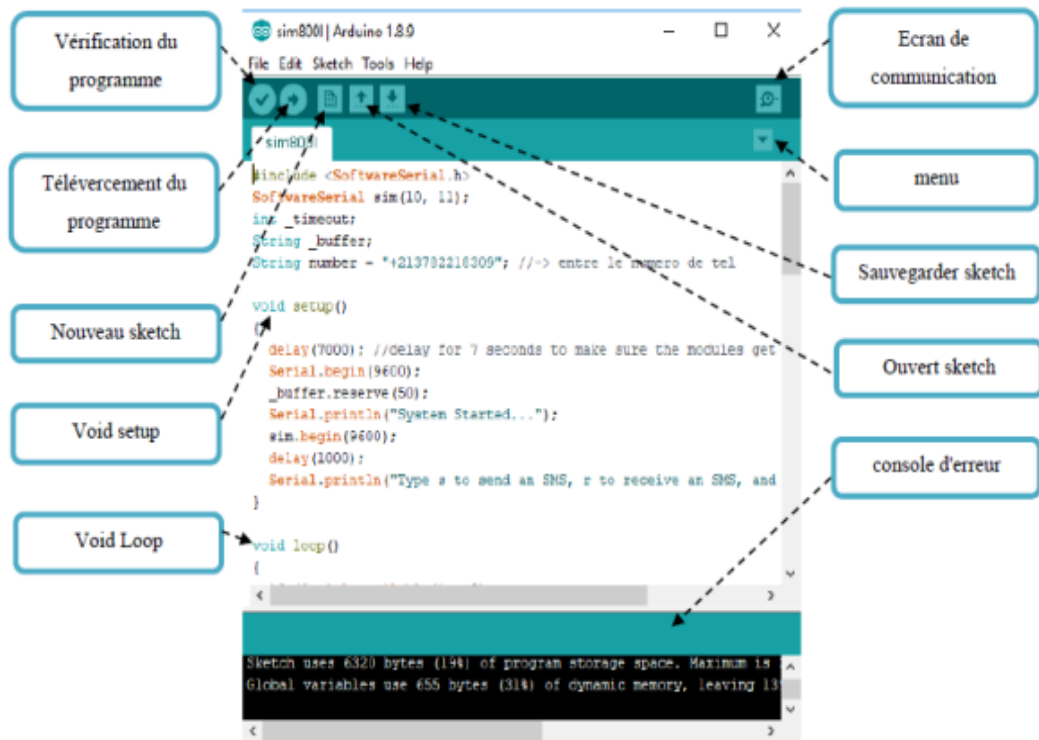 Vérification du
programme
Télévercement du
programme
Nouveau sketch
Void setup
Void Loop
sim800l | Arduino 1.8.9
File Edit Sketch Tools Help
sim800l
#include <SoftwareSerial.h>
SoftwareSerial sim(10, 11);
int _timeout;
String _buffer;
String number = "+213782218309"; //-> entre le numero de tel
void setup()
{
delay(7000); //delay for 7 seconds to make sure the modules get
Serial.begin(9600);
_buffer.reserve(50);
Serial.println("System Started...");
sim.begin(9600);
delay(1000);
Serial.println("Type s to send an SMS, r to receive an SMS, and
}
void loop()
{
Sketch uses 6320 bytes (19%) of program storage space. Maximum is
Global variables use 655 bytes (31%) of dynamic memory, leaving 13
Ecran de
communication
menu
Sauvegarder sketch
Ouvert sketch
console d'erreur